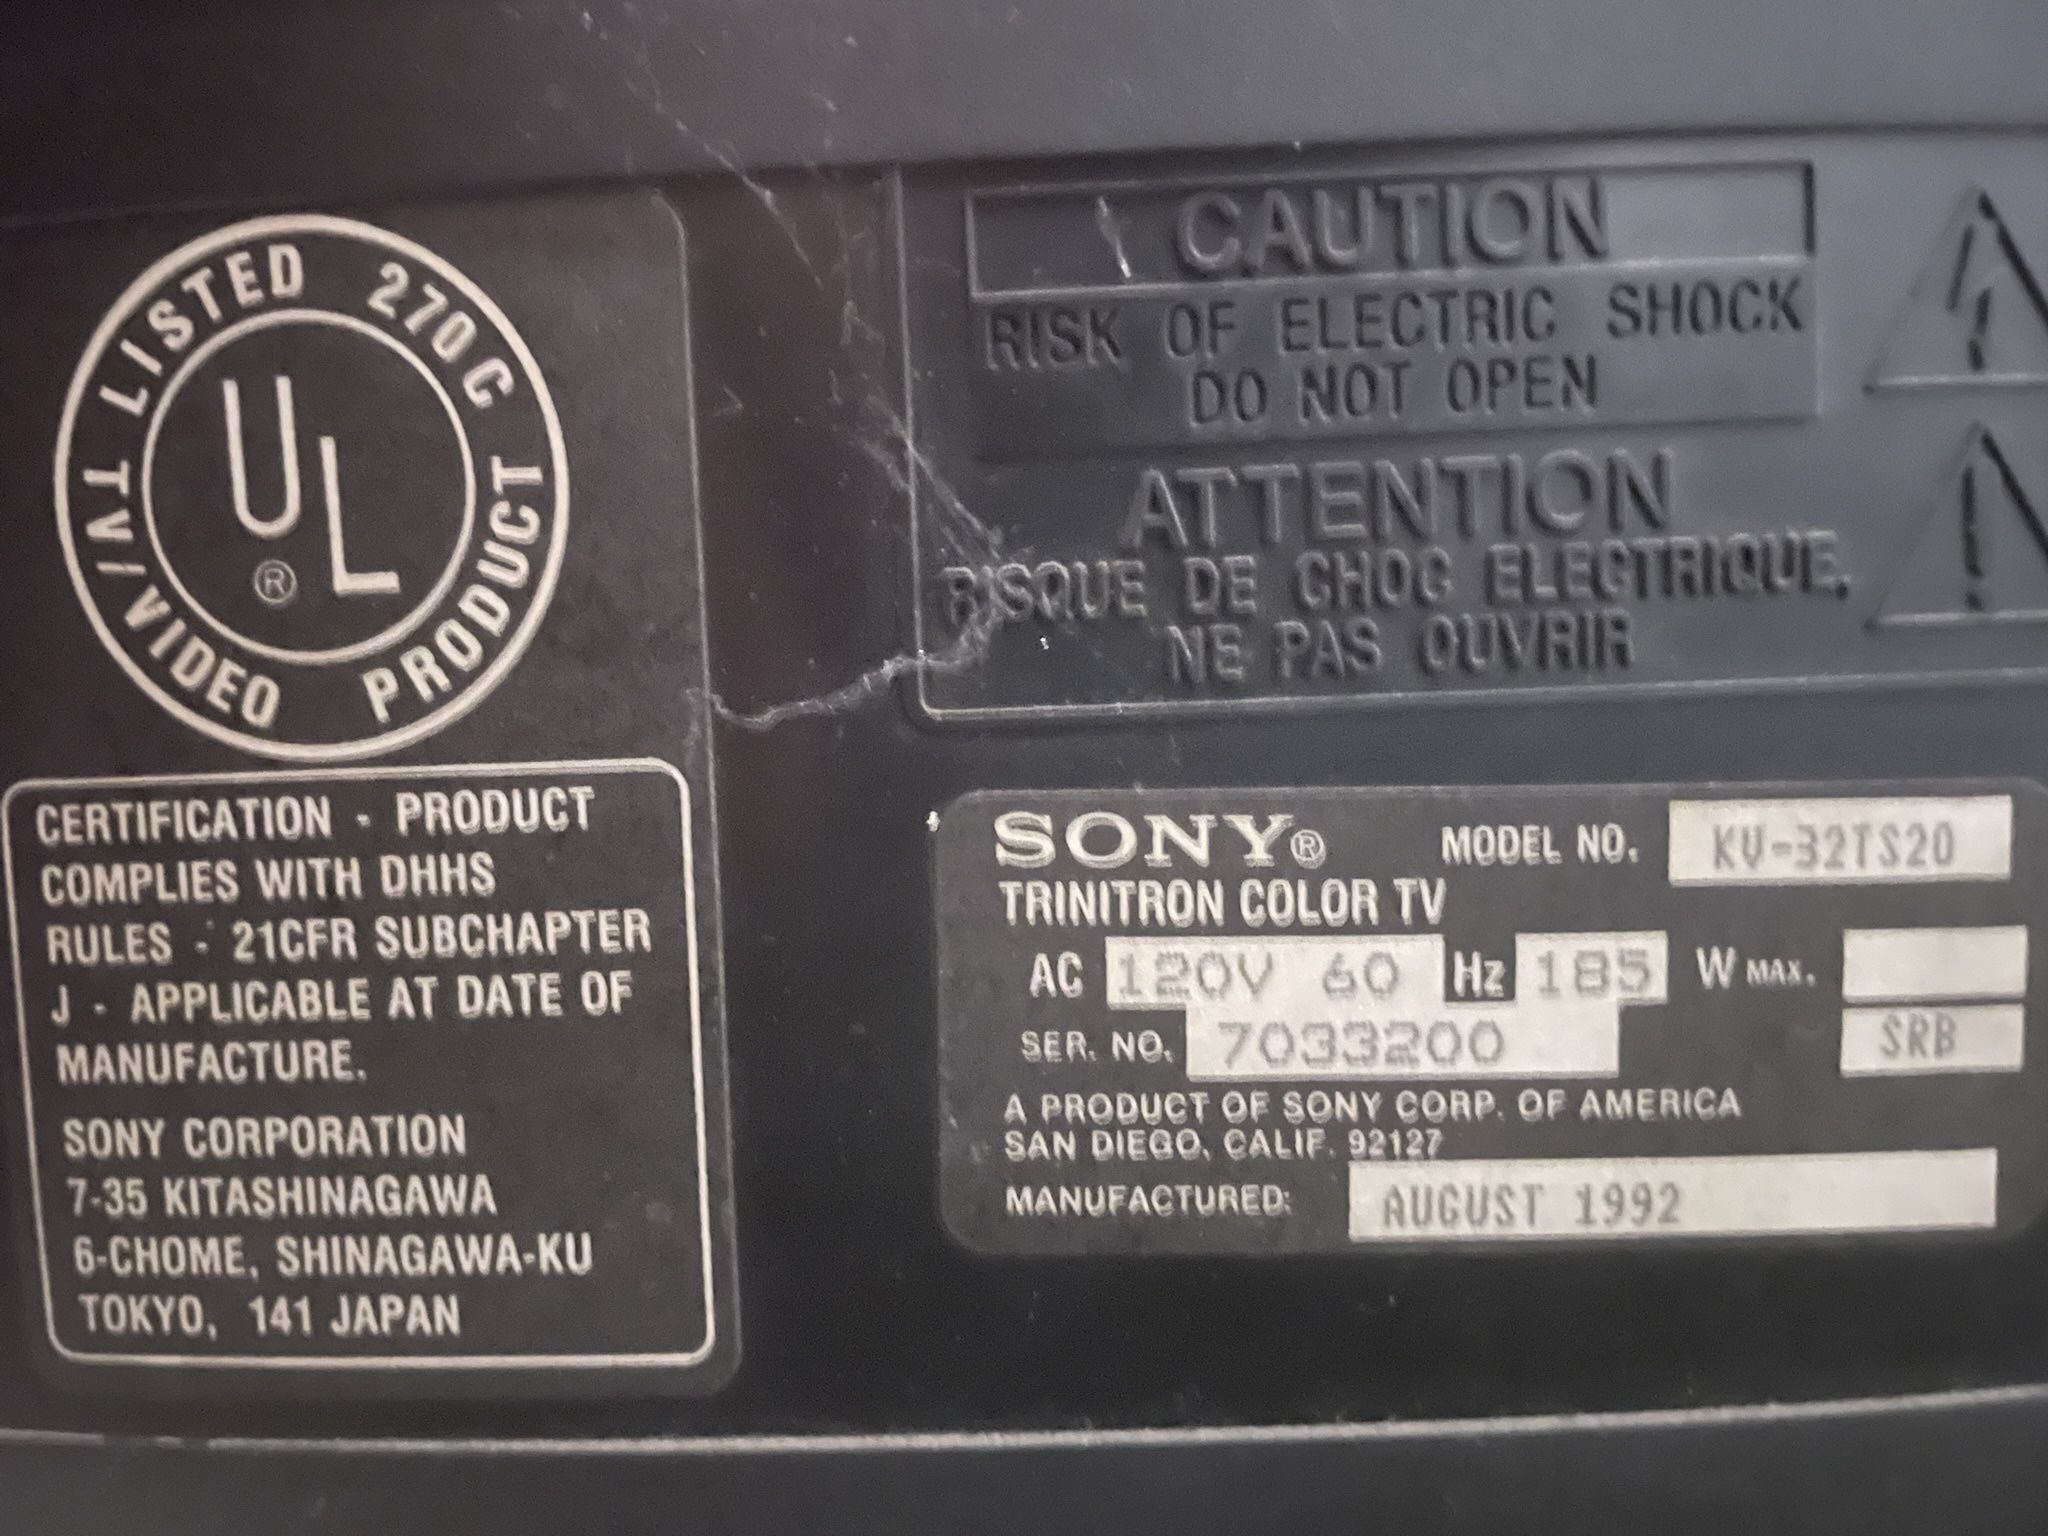 LISTED 270C
TV/VIDEO PRODUCT
UL
®
CERTIFICATION - PRODUCT
COMPLIES WITH DHHS
RULES - 21CFR SUBCHAPTER
J - APPLICABLE AT DATE OF
MANUFACTURE.
SONY CORPORATION
7-35 KITASHINAGAWA
6-CHOME, SHINAGAWA-KU
TOKYO, 141 JAPAN
CAUTION
RISK OF ELECTRIC SHOCK
DO NOT OPEN
ATTENTION
RISQUE DE CHOC ELECTRIQUE,
NE PAS OUVRIR
SONY® MODEL NO. KV-32TS20
TRINITRON COLOR TV
AC 120V 60 Hz 185 W MAX.
SER. NO. 7033200 SRB
A PRODUCT OF SONY CORP. OF AMERICA
SAN DIEGO, CALIF. 92127
MANUFACTURED: AUGUST 1992